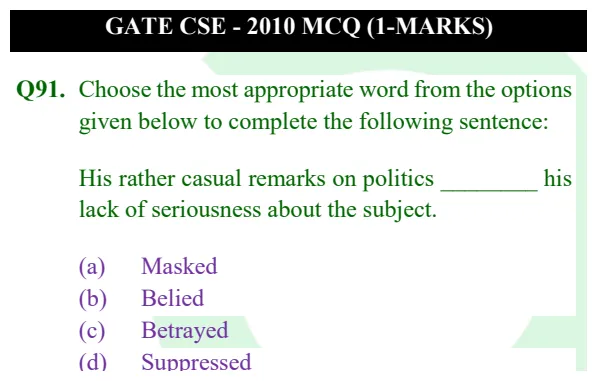 GATE CSE - 2010 MCQ (1-MARKS)
Q91. Choose the most appropriate word from the options
given below to complete the following sentence:
His rather casual remarks on politics ________ his
lack of seriousness about the subject.
(a) Masked
(b) Belied
(c) Betrayed
(d) Suppressed